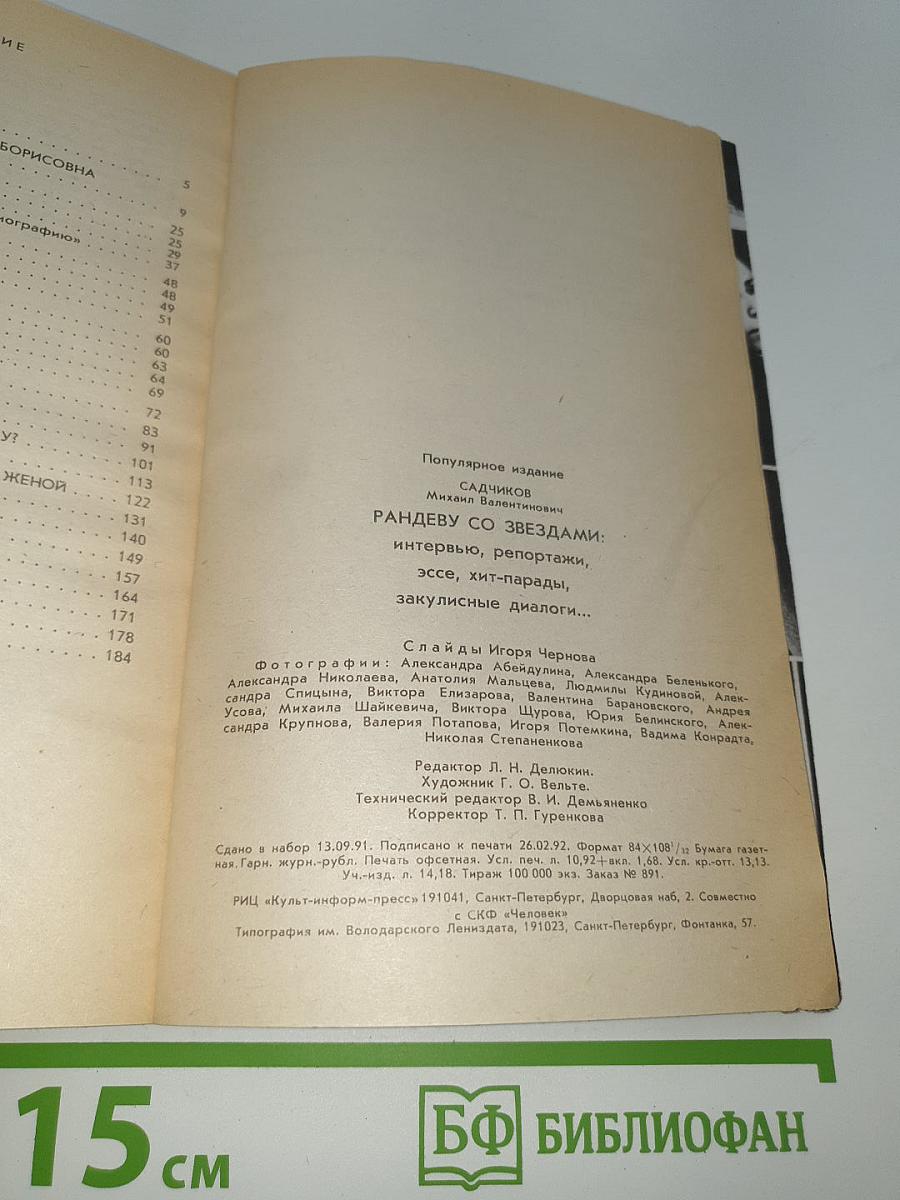 ИЕ
БОРИСОВНА
5
9
25
25
иографию»
29
37
48
48
49
51
60
60
63
64
69
72
83
91
У?
101
113
ЖЕНОЙ
122
131
140
149
157
164
171
178
184
Популярное издание
САДЧИКОВ
Михаил Валентинович
РАНДЕВУ СО ЗВЕЗДАМИ:
интервью, репортажи,
эссе, хит-парады,
закулисные диалоги...
Слайды Игоря Чернова
Фотографии: Александра Абейдулина, Александра Беленького,
Александра Николаева, Анатолия Мальцева, Людмилы Кудиновой, Алек-
сандра Спицына, Виктора Елизарова, Валентина Барановского, Андрея
Усова, Михаила Шайкевича, Виктора Щурова, Юрия Белинского, Алек-
сандра Крупнова, Валерия Потапова, Игоря Потемкина, Вадима Конрадта,
Николая Степаненкова
Редактор Л. Н. Делюкин.
Художник Г. О. Вельте.
Технический редактор В. И. Демьяненко
Корректор Т. П. Гуренкова
Сдано в набор 13.09.91. Подписано к печати 26.02.92. Формат 84×108¹/₃₂ Бумага газет-
ная. Гарн. журн.-рубл. Печать офсетная. Усл. печ. л. 10,92+вкл. 1,68. Усл. кр.-отт. 13,13.
Уч.-изд. л. 14,18. Тираж 100 000 экз. Заказ № 891.
РИЦ «Культ-информ-пресс» 191041, Санкт-Петербург, Дворцовая наб, 2. Совместно
с СКФ «Человек»
Типография им. Володарского Лениздата, 191023, Санкт-Петербург, Фонтанка, 57.
15 см
БФ БИБЛИОФАН